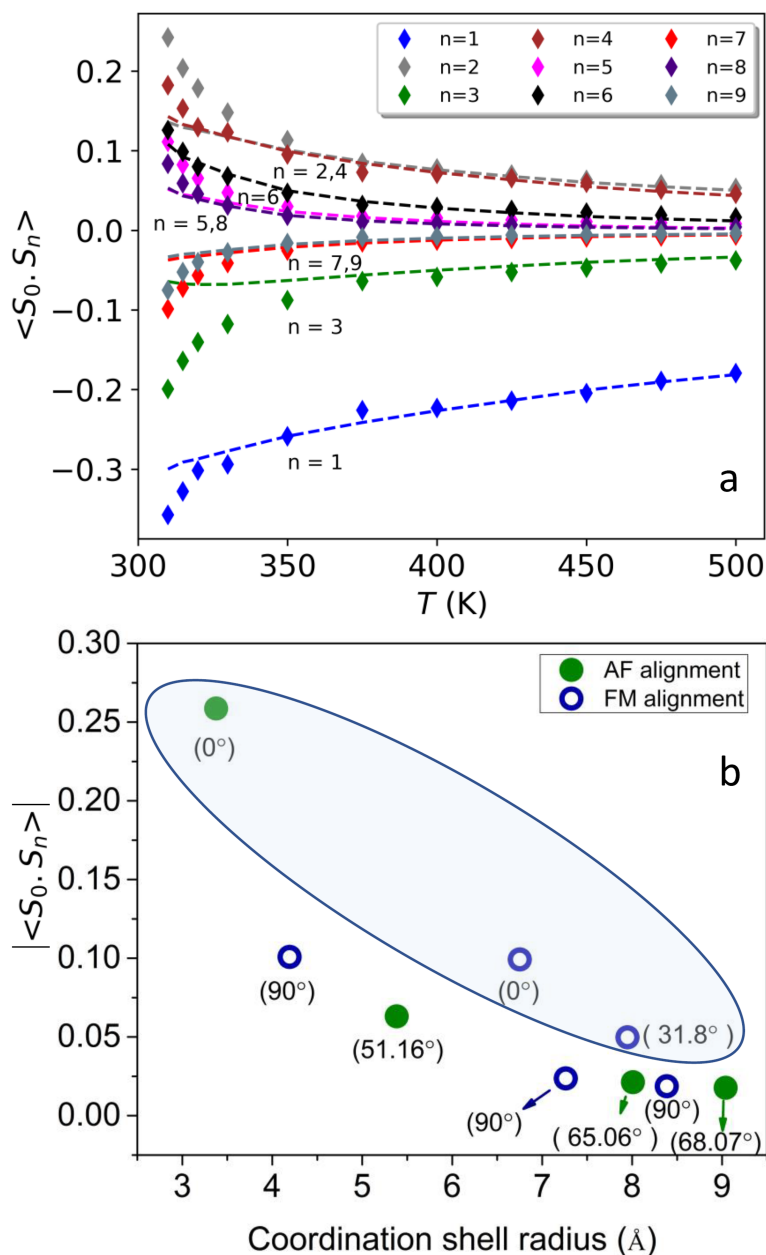 n=1 n=4 n=7
n=2 n=5 n=8
n=3 n=6 n=9
0.2
0.1
0.0
−0.1
−0.2
−0.3
<S₀. Sₙ>
n = 2,4
n=6
n = 5,8
n = 7,9
n = 3
n = 1
a
300 350 400 450 500
T (K)
0.30
0.25
0.20
0.15
0.10
0.05
0.00
|<S₀. Sₙ>|
AF alignment
FM alignment
b
(0°)
(90°)
(0°)
(51.16°)
( 31.8° )
(90°)
( 65.06° )
(90°)
(68.07°)
3 4 5 6 7 8 9
Coordination shell radius (Å)